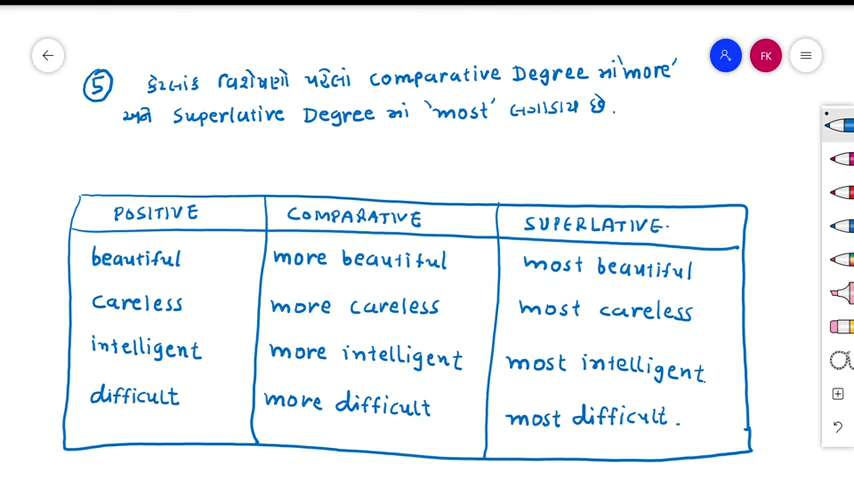 5 કેટલાંક વિશેષણો પહેલાં Comparative Degree માં 'more'
અને Superlative Degree માં 'most' લગાડાય છે.
FK
POSITIVE COMPARATIVE SUPERLATIVE.
beautiful more beautiful most beautiful
careless more careless most careless
intelligent more intelligent most intelligent.
difficult more difficult most difficult.